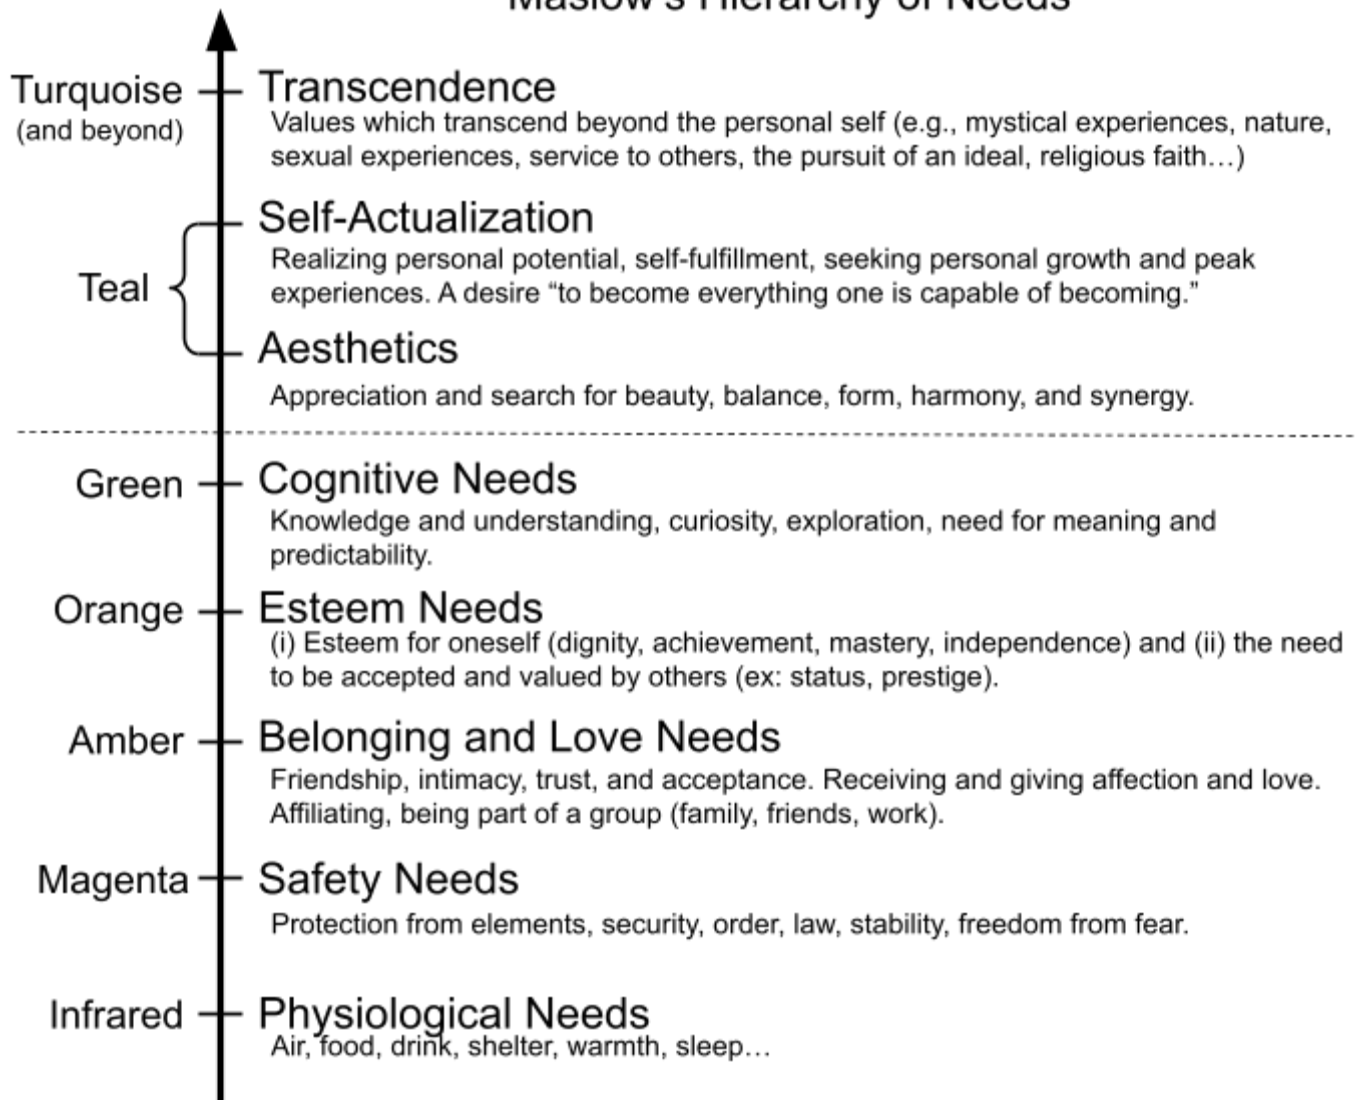 Maslow's Hierarchy of Needs
Turquoise
(and beyond)
Transcendence
Values which transcend beyond the personal self (e.g., mystical experiences, nature,
sexual experiences, service to others, the pursuit of an ideal, religious faith…)
Teal
Self-Actualization
Realizing personal potential, self-fulfillment, seeking personal growth and peak
experiences. A desire “to become everything one is capable of becoming.”
Aesthetics
Appreciation and search for beauty, balance, form, harmony, and synergy.
Green
Cognitive Needs
Knowledge and understanding, curiosity, exploration, need for meaning and
predictability.
Orange
Esteem Needs
(i) Esteem for oneself (dignity, achievement, mastery, independence) and (ii) the need
to be accepted and valued by others (ex: status, prestige).
Amber
Belonging and Love Needs
Friendship, intimacy, trust, and acceptance. Receiving and giving affection and love.
Affiliating, being part of a group (family, friends, work).
Magenta
Safety Needs
Protection from elements, security, order, law, stability, freedom from fear.
Infrared
Physiological Needs
Air, food, drink, shelter, warmth, sleep…